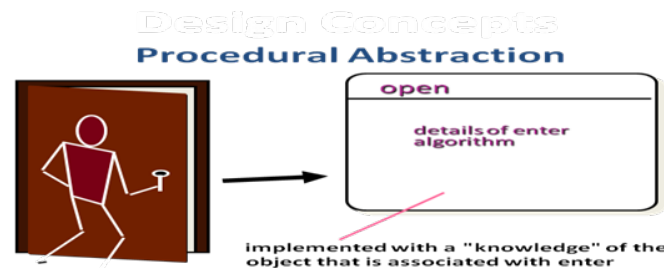 Design Concepts
Procedural Abstraction
open
details of enter
algorithm
implemented with a "knowledge" of the
object that is associated with enter